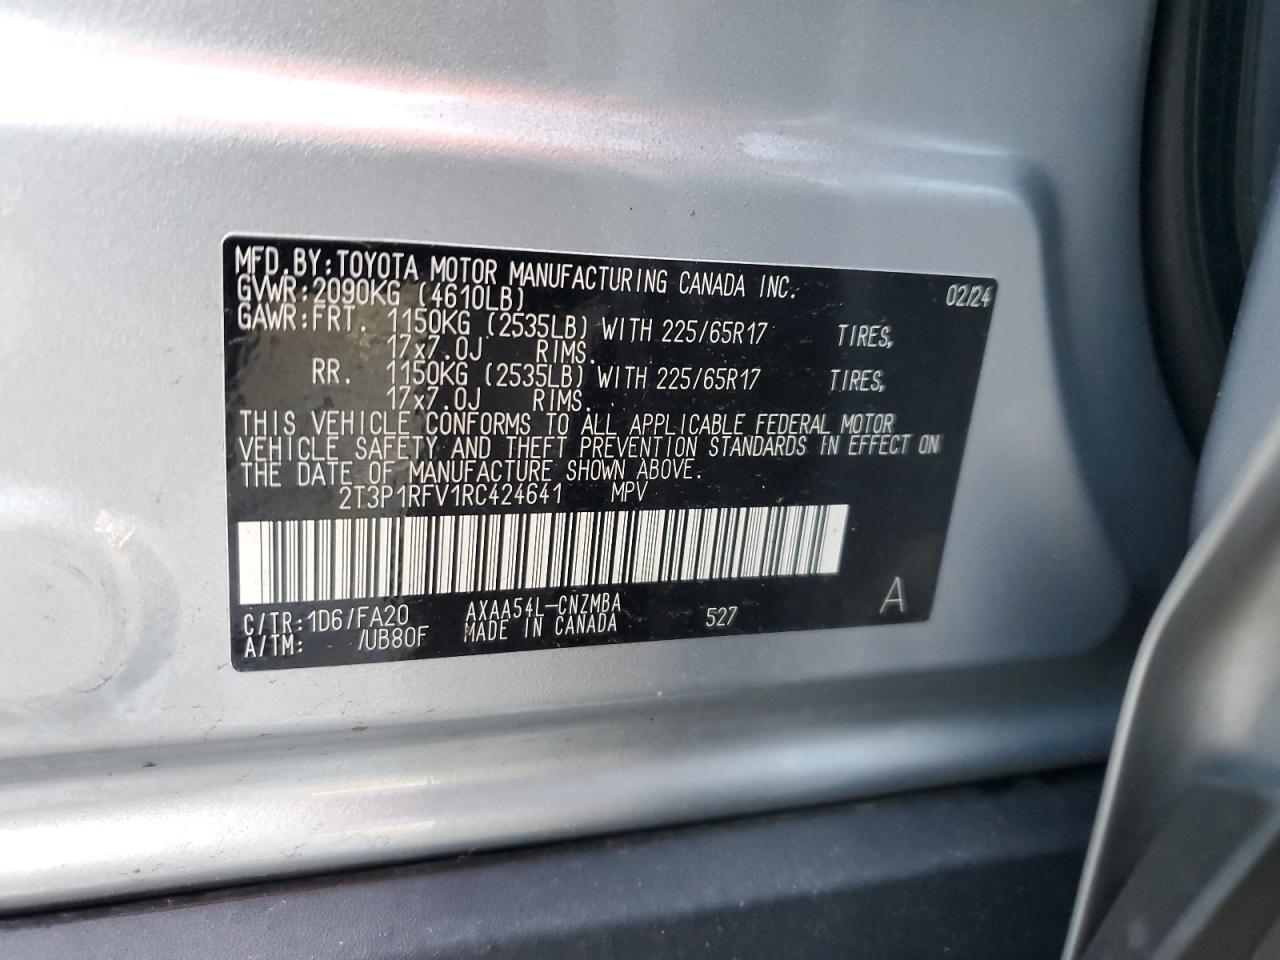 MFD.BY:TOYOTA MOTOR MANUFACTURING CANADA INC. 02/24
GVWR:2090KG (4610LB)
GAWR:FRT. 1150KG (2535LB) WITH 225/65R17 TIRES,
17x7.0J RIMS.
RR. 1150KG (2535LB) WITH 225/65R17 TIRES,
17x7.0J RIMS.
THIS VEHICLE CONFORMS TO ALL APPLICABLE FEDERAL MOTOR
VEHICLE SAFETY AND THEFT PREVENTION STANDARDS IN EFFECT ON
THE DATE OF MANUFACTURE SHOWN ABOVE.
2T3P1RFV1RC424641 MPV
C/TR:1D6/FA20 AXAA54L-CNZMBA 527 A
A/TM: /UB80F MADE IN CANADA